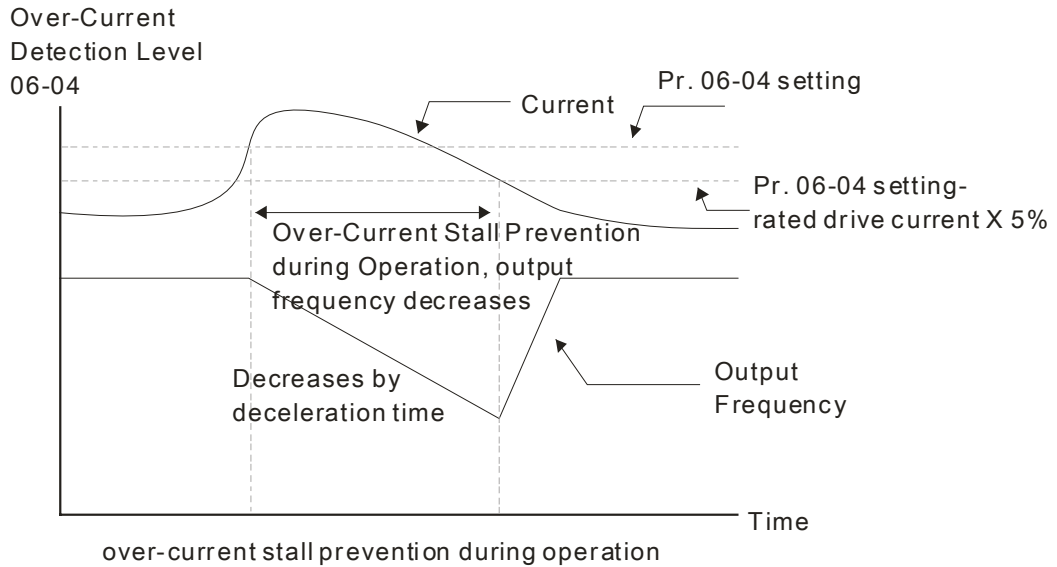 Over-Current
Detection Level
06-04
Pr. 06-04 setting
Current
Pr. 06-04 setting-
rated drive current X 5%
Over-Current Stall Prevention
during Operation, output
frequency decreases
Decreases by
deceleration time
Output
Frequency
Time
over-current stall prevention during operation